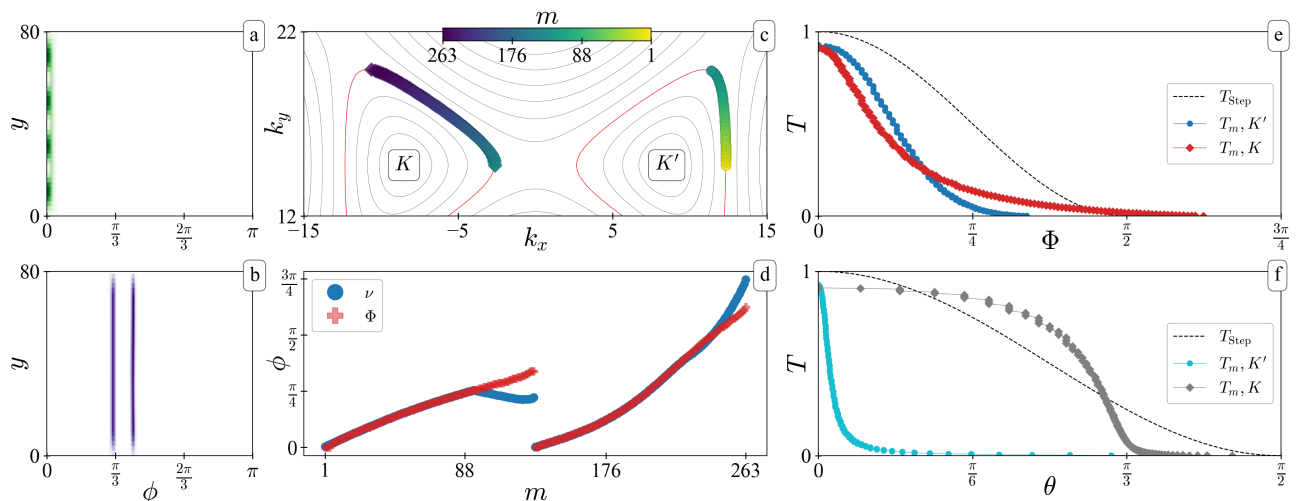 80
y
0
0
π/3
2π/3
π
a
22
k_y
12
−15
−5
5
15
k_x
m
263
176
88
1
c
K
K′
1
T
0
0
π/4
π/2
3π/4
Φ
e
T_Step
T_m, K′
T_m, K
80
y
0
0
π/3
2π/3
π
ϕ
b
3π/4
π/2
π/4
0
ϕ
1
88
176
263
m
d
ν
Φ
1
T
0
0
π/6
π/3
π/2
θ
f
T_Step
T_m, K′
T_m, K